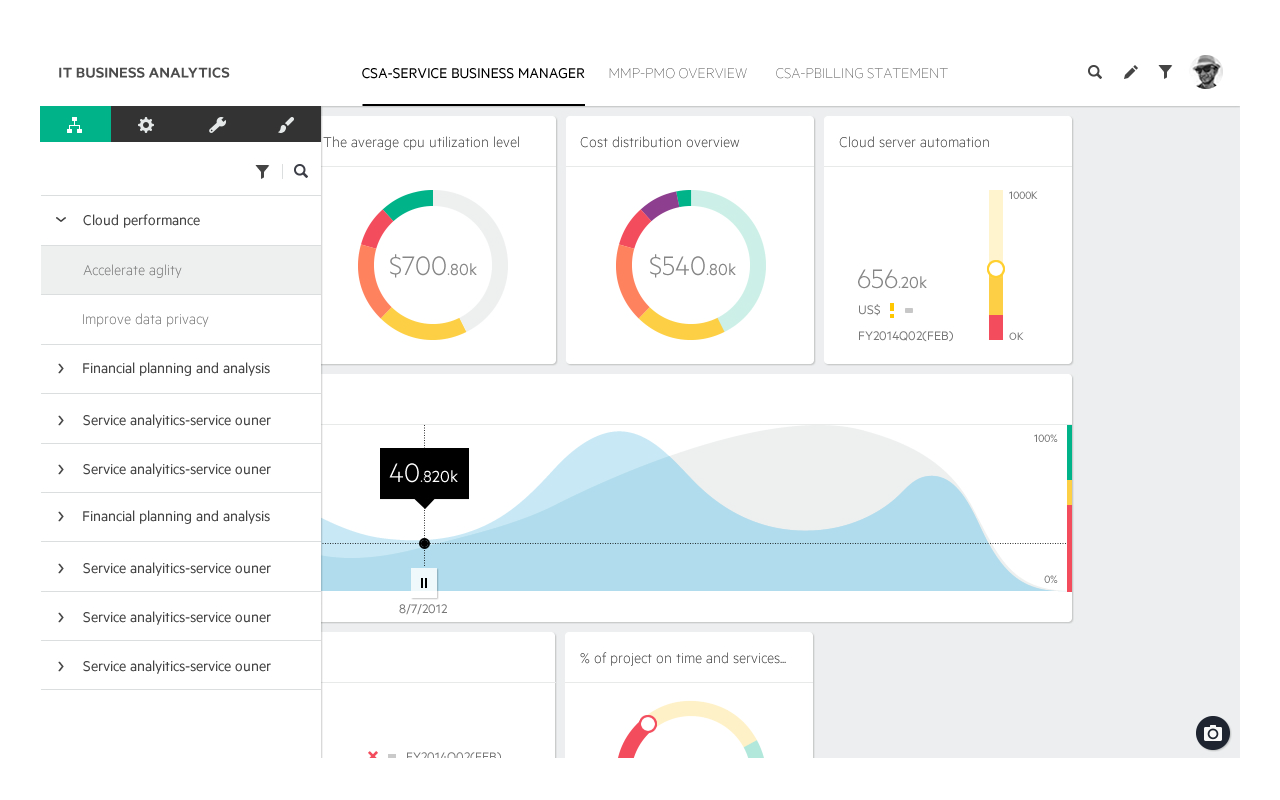 IT BUSINESS ANALYTICS
CSA-SERVICE BUSINESS MANAGER
MMP-PMO OVERVIEW
CSA-PBILLING STATEMENT
Cloud performance
Accelerate aglity
Improve data privacy
Financial planning and analysis
Service analyitics-service ouner
Service analyitics-service ouner
Financial planning and analysis
Service analyitics-service ouner
Service analyitics-service ouner
Service analyitics-service ouner
The average cpu utilization level
$700.80k
Cost distribution overview
$540.80k
Cloud server automation
1000K
656.20k
US$
FY2014Q02(FEB)
OK
100%
40.820k
0%
8/7/2012
% of project on time and services...
FY2014Q02(FEB)